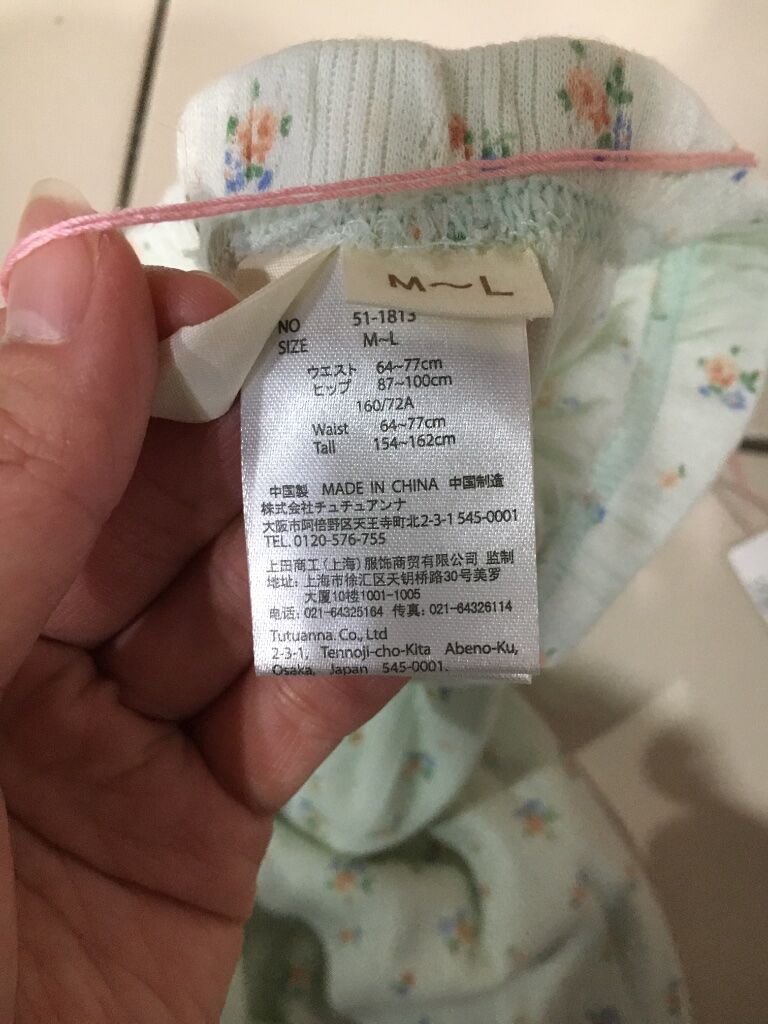 M～L
NO 51-1813
SIZE M~L
ウエスト 64~77cm
ヒップ 87~100cm
160/72A
Waist 64~77cm
Tall 154~162cm
中国製 MADE IN CHINA 中国制造
株式会社チュチュアンナ
大阪市阿倍野区天王寺町北2-3-1 545-0001
TEL. 0120-576-755
上田商工(上海)服饰商贸有限公司 监制
地址: 上海市徐汇区天钥桥路30号美罗
大厦10楼1001-1005
电话: 021-64325164 传真: 021-64326114
Tutuanna. Co., Ltd
2-3-1, Tennoji-cho-Kita Abeno-Ku,
Osaka, Japan 545-0001.